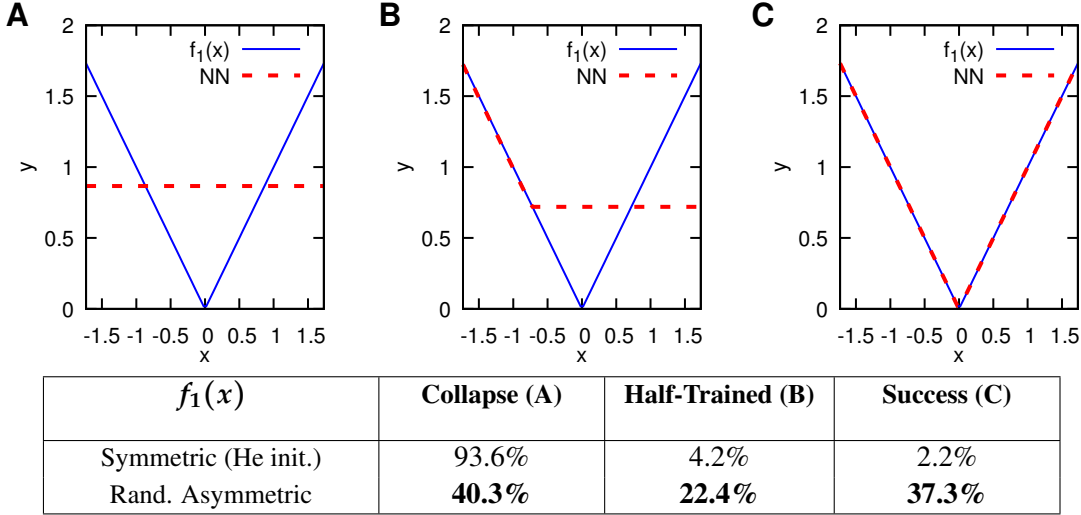 A
2
1.5
1
0.5
0
y
f₁(x)
NN
-1.5 -1 -0.5 0 0.5 1 1.5
x
B
2
1.5
1
0.5
0
y
f₁(x)
NN
-1.5 -1 -0.5 0 0.5 1 1.5
x
C
2
1.5
1
0.5
0
y
f₁(x)
NN
-1.5 -1 -0.5 0 0.5 1 1.5
x
f₁(x) Collapse (A) Half-Trained (B) Success (C)
Symmetric (He init.) 93.6% 4.2% 2.2%
Rand. Asymmetric 40.3% 22.4% 37.3%